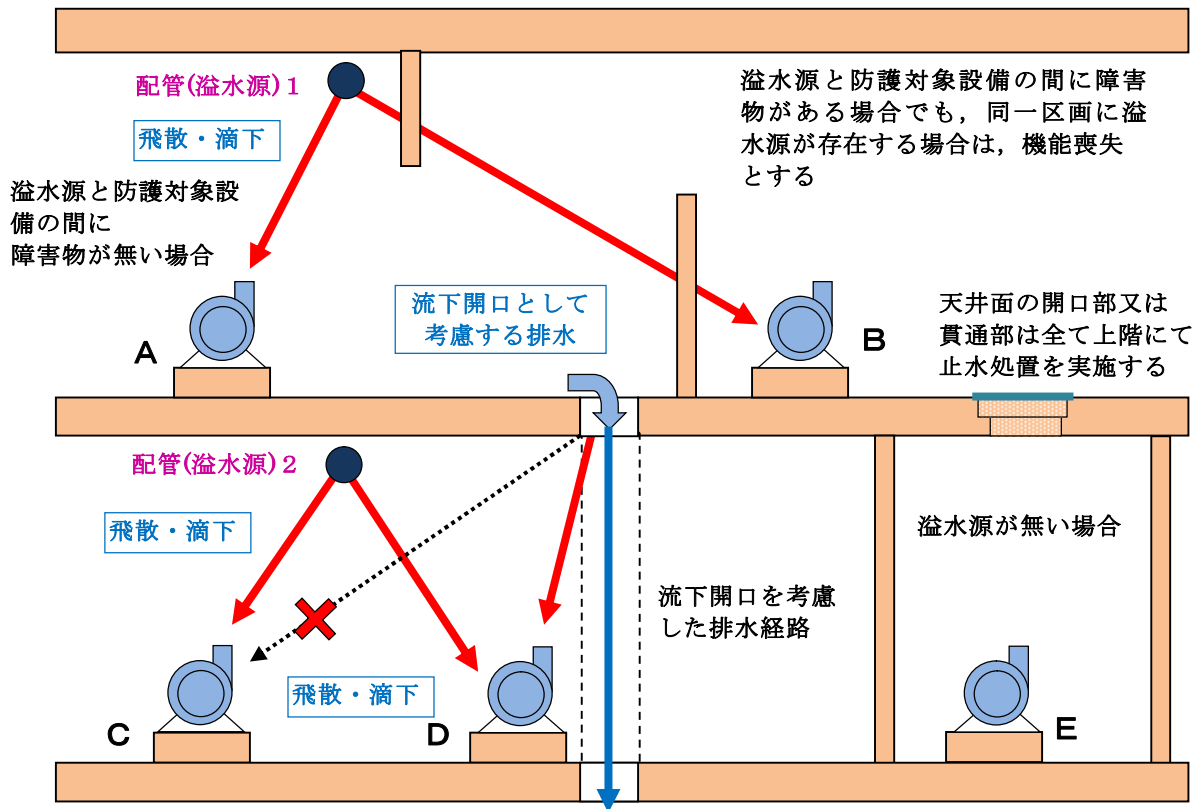 配管(溢水源)1
飛散・滴下
溢水源と防護対象設
備の間に
障害物が無い場合
溢水源と防護対象設備の間に障害
物がある場合でも，同一区画に溢
水源が存在する場合は，機能喪失
とする
流下開口として
考慮する排水
天井面の開口部又は
貫通部は全て上階にて
止水処置を実施する
A
B
配管(溢水源)2
飛散・滴下
溢水源が無い場合
流下開口を考慮
した排水経路
飛散・滴下
C
D
E